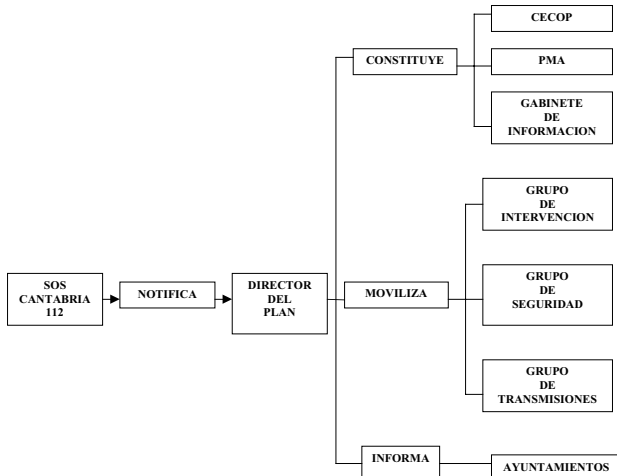 CECOP
CONSTITUYE
PMA
GABINETE
DE
INFORMACION
GRUPO
DE
INTERVENCION
SOS
CANTABRIA
112
NOTIFICA
DIRECTOR
DEL
PLAN
MOVILIZA
GRUPO
DE
SEGURIDAD
GRUPO
DE
TRANSMISIONES
INFORMA
AYUNTAMIENTOS